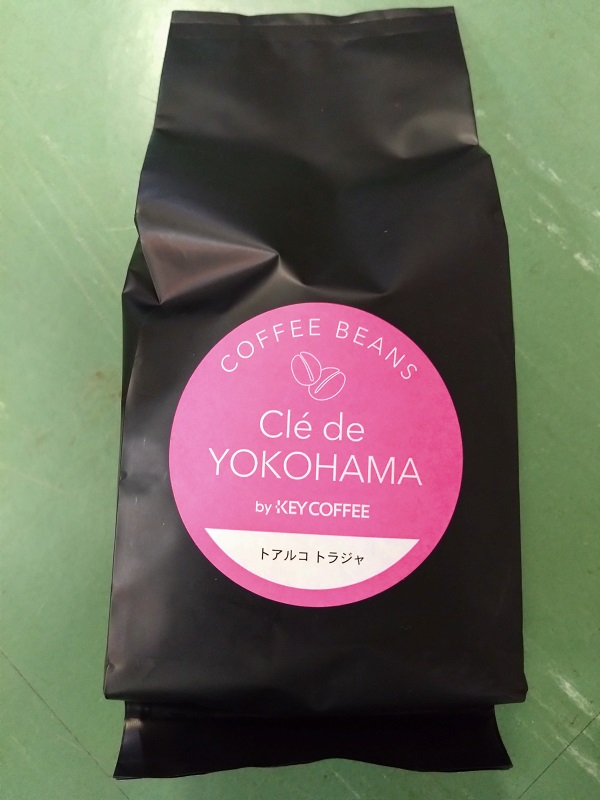 COFFEE BEANS
Clé de
YOKOHAMA
by KEY COFFEE
トアルコ トラジャ